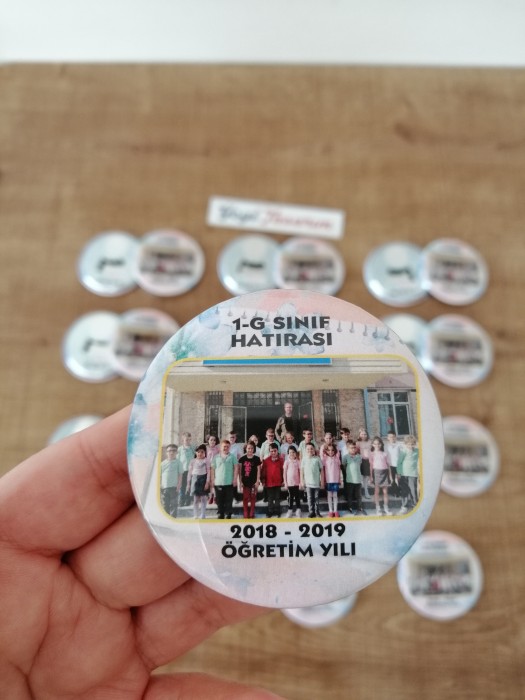 1-G SINIF
HATIRASI
2018 - 2019
ÖĞRETİM YILI